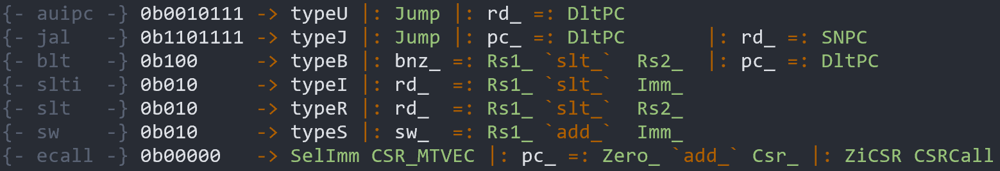 {- auipc -} 0b0010111 -> typeU |: Jump |: rd_ =: DltPC
{- jal   -} 0b1101111 -> typeJ |: Jump |: pc_ =: DltPC       |: rd_ =: SNPC
{- blt   -} 0b100     -> typeB |: bnz_ =: Rs1_ `slt_`  Rs2_  |: pc_ =: DltPC
{- slti  -} 0b010     -> typeI |: rd_  =: Rs1_ `slt_`  Imm_
{- slt   -} 0b010     -> typeR |: rd_  =: Rs1_ `slt_`  Rs2_
{- sw    -} 0b010     -> typeS |: sw_  =: Rs1_ `add_`  Imm_
{- ecall -} 0b00000   -> SelImm CSR_MTVEC |: pc_ =: Zero_ `add_` Csr_ |: ZiCSR CSRCall